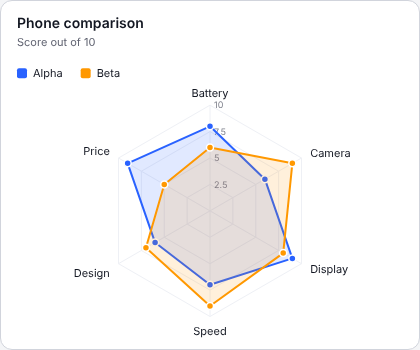 Phone comparison
Score out of 10
Alpha
Beta
Battery
10
7.5
5
2.5
Price
Camera
Design
Display
Speed